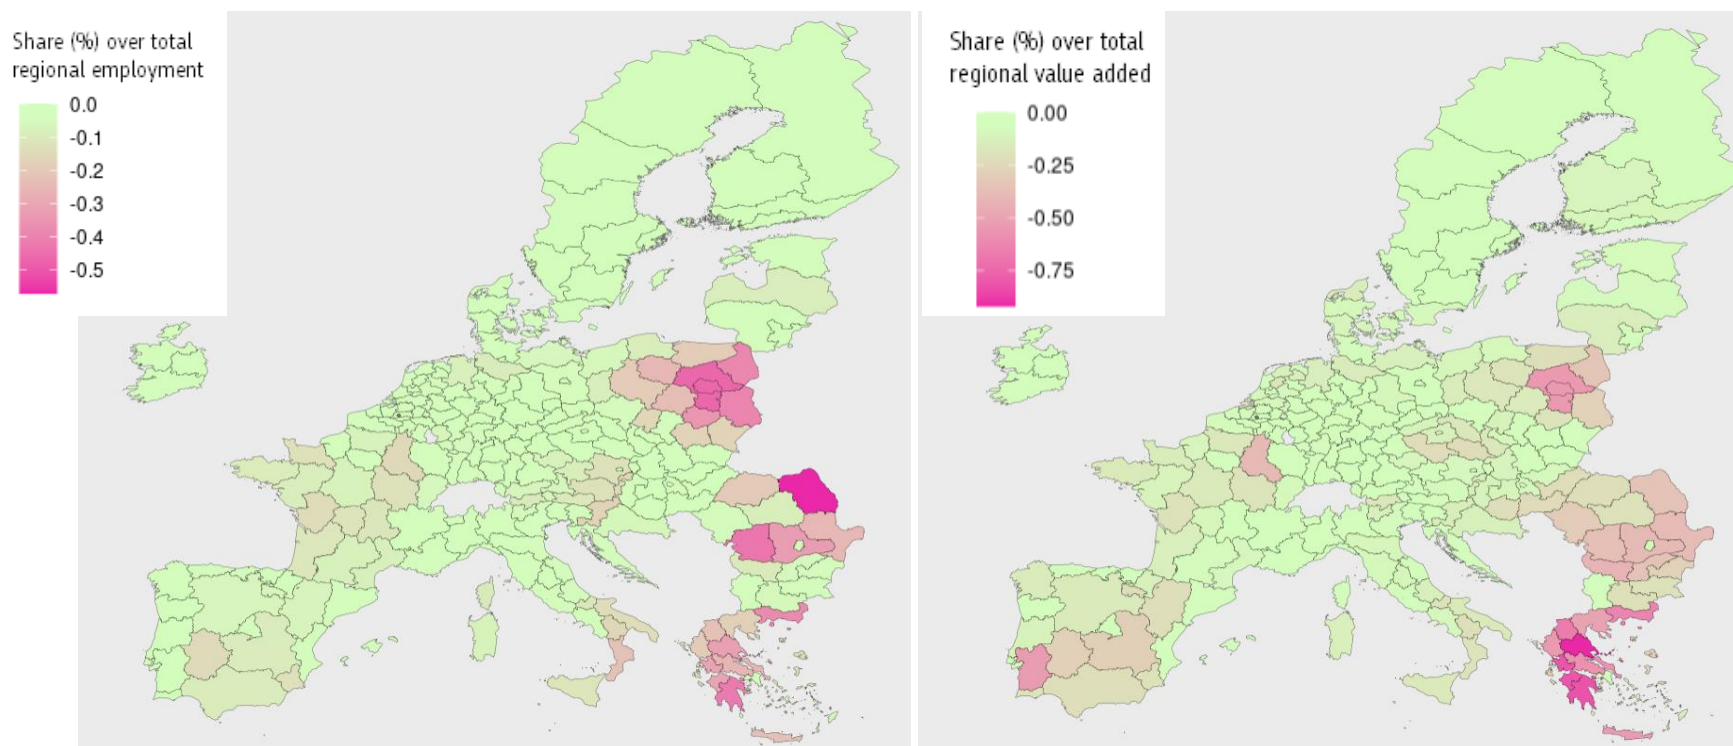 Share (%) over total
regional employment
0.0
-0.1
-0.2
-0.3
-0.4
-0.5
Share (%) over total
regional value added
0.00
-0.25
-0.50
-0.75